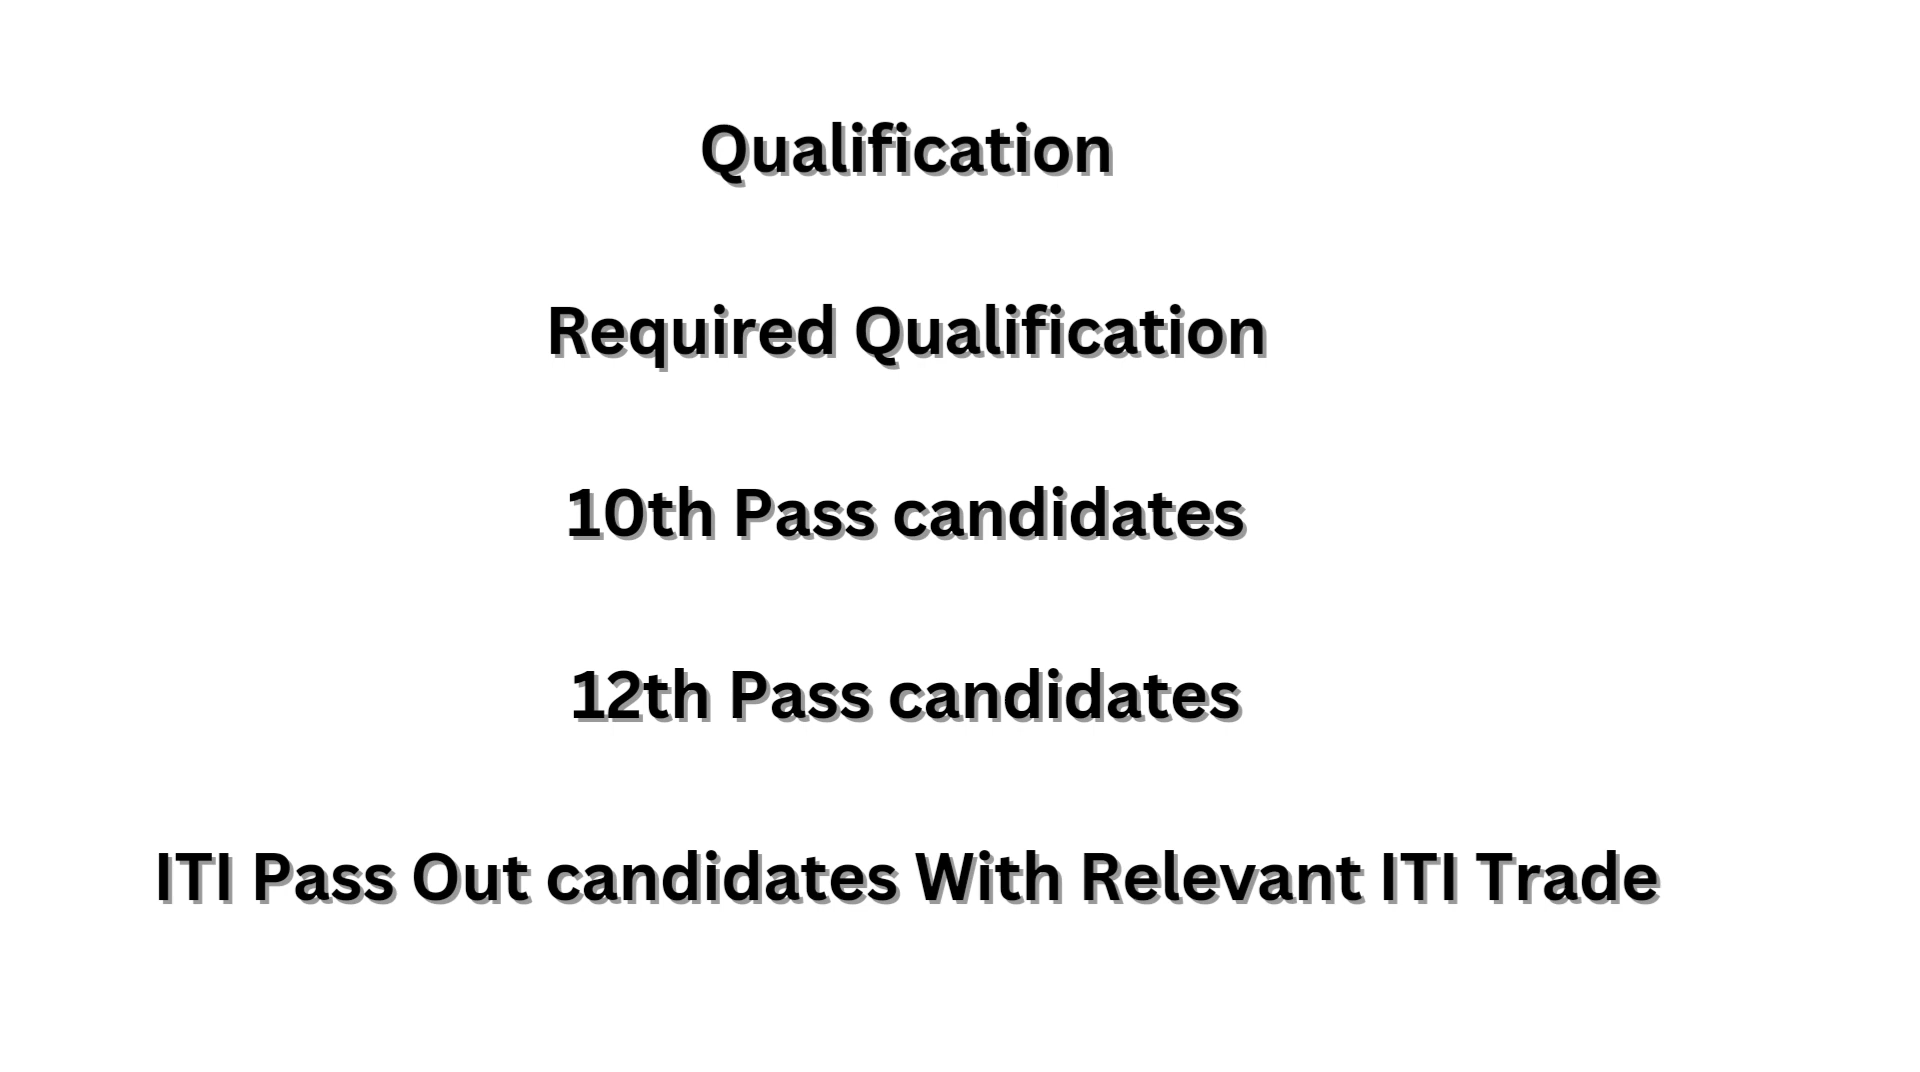 Qualification
Required Qualification
10th Pass candidates
12th Pass candidates
ITI Pass Out candidates With Relevant ITI Trade